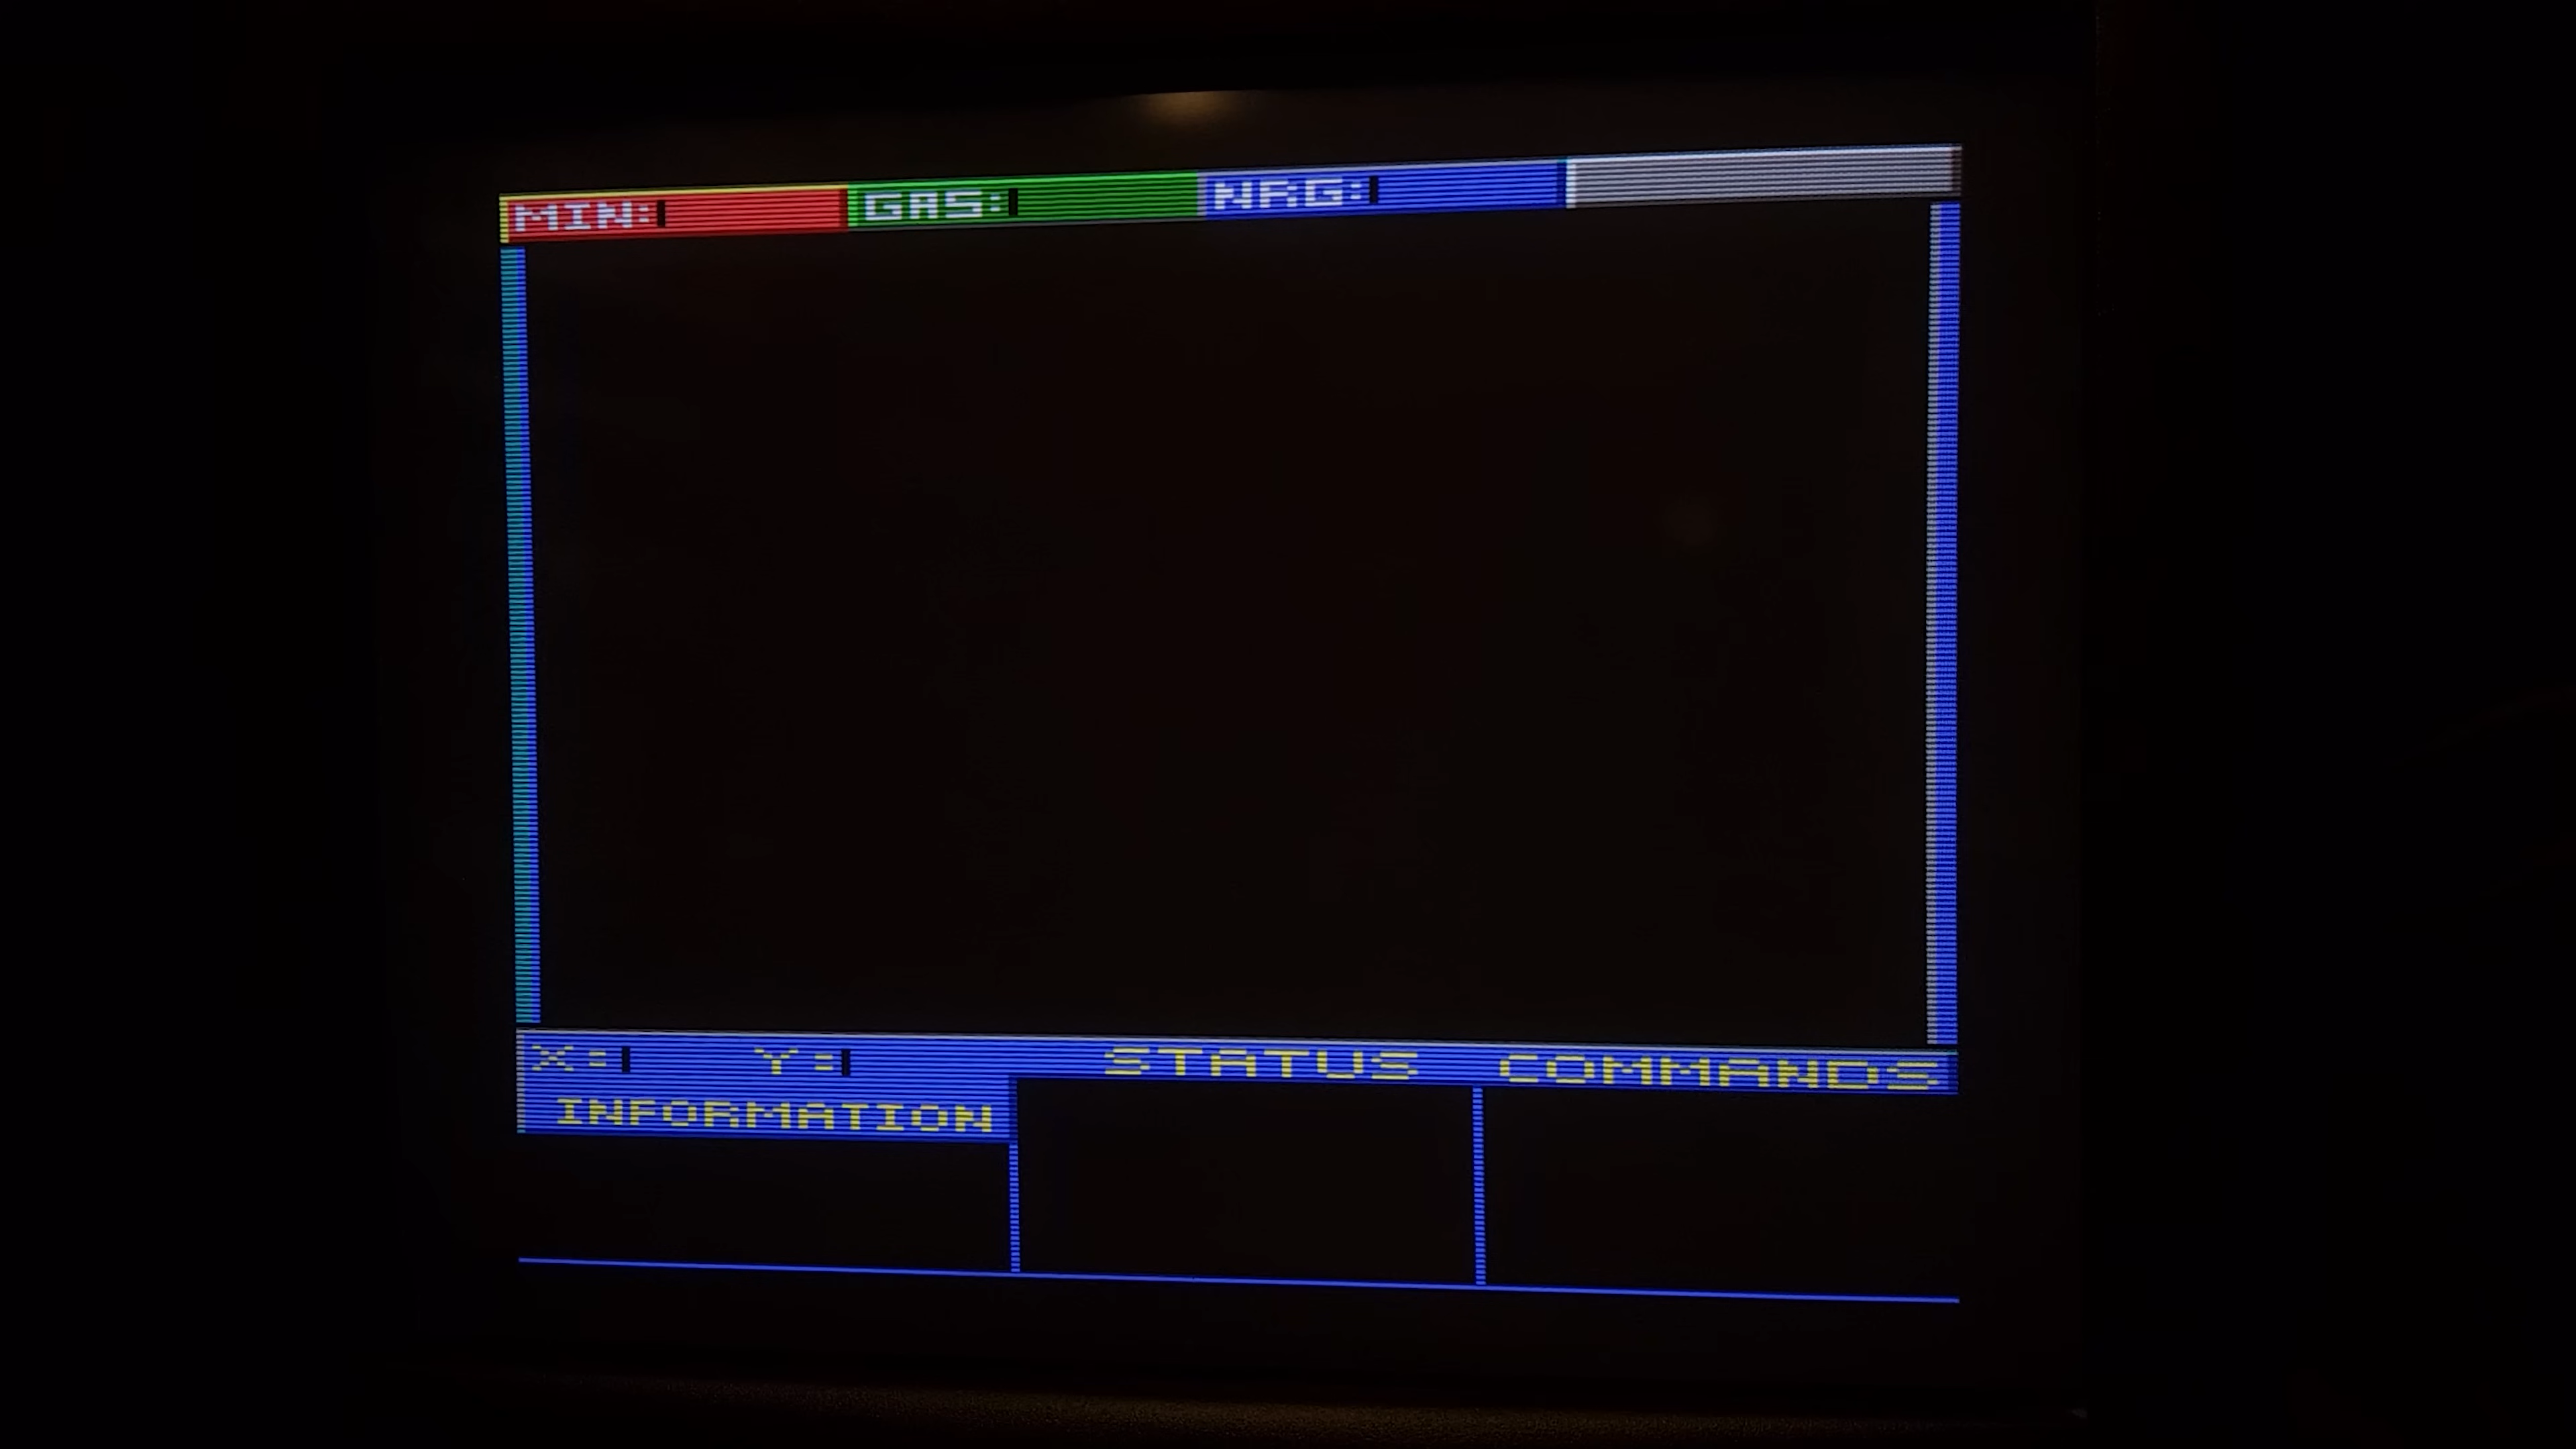 MIN: GAS: NRG:
X= Y= STATUS COMMANDS
INFORMATION